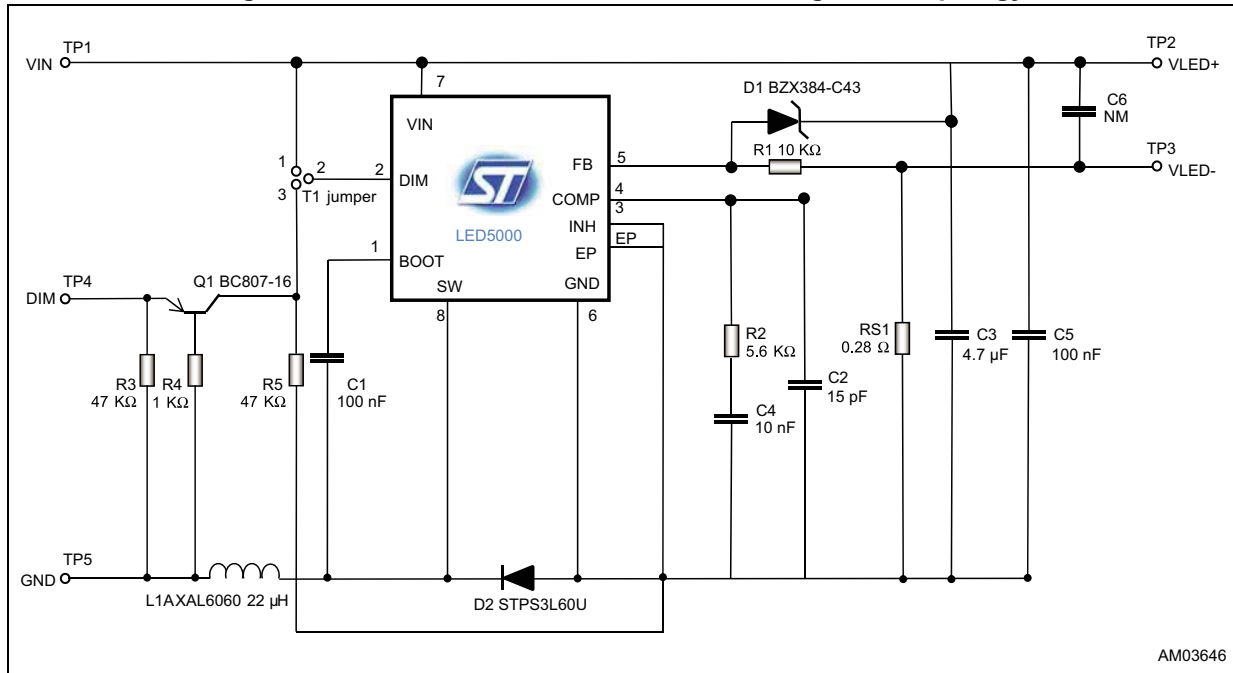 TP1
VIN
TP2
VLED+
7
VIN
D1 BZX384-C43
C6
NM
1
2
3
T1 jumper
2
DIM
FB
5
R1 10 KΩ
TP3
VLED-
COMP
4
3
INH
EP
EP
ST
LED5000
1
BOOT
SW
GND
8
6
TP4
DIM
Q1 BC807-16
R3
47 KΩ
R4
1 KΩ
R5
47 KΩ
C1
100 nF
R2
5.6 KΩ
C4
10 nF
C2
15 pF
RS1
0.28 Ω
C3
4.7 µF
C5
100 nF
TP5
GND
L1AXAL6060 22 µH
D2 STPS3L60U
AM03646